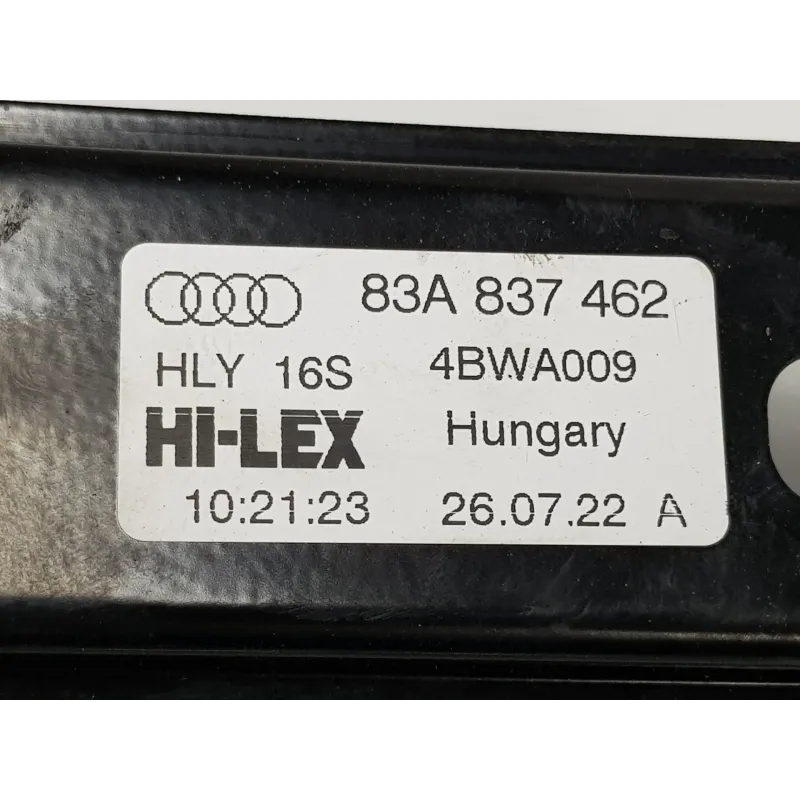 83A 837 462
HLY 16S 4BWA009
HI-LEX Hungary
10:21:23 26.07.22 A